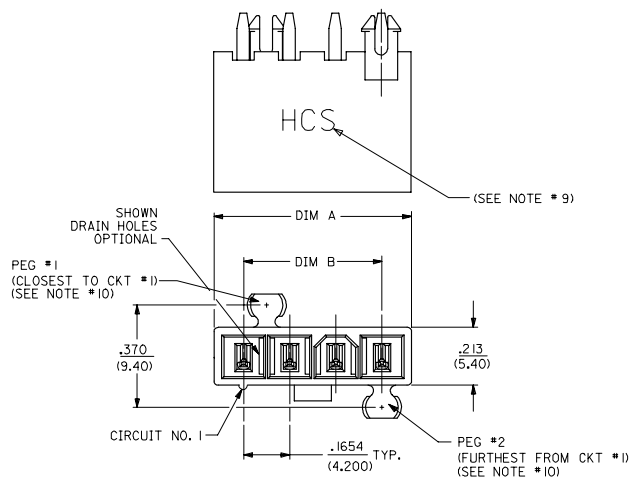 HCS
(SEE NOTE #9)
SHOWN
DRAIN HOLES
OPTIONAL
DIM A
PEG #1
(CLOSEST TO CKT #1)
(SEE NOTE #10)
DIM B
.370
(9.40)
.213
(5.40)
CIRCUIT NO. 1
.1654
(4.200)
TYP.
PEG #2
(FURTHEST FROM CKT #1)
(SEE NOTE #10)